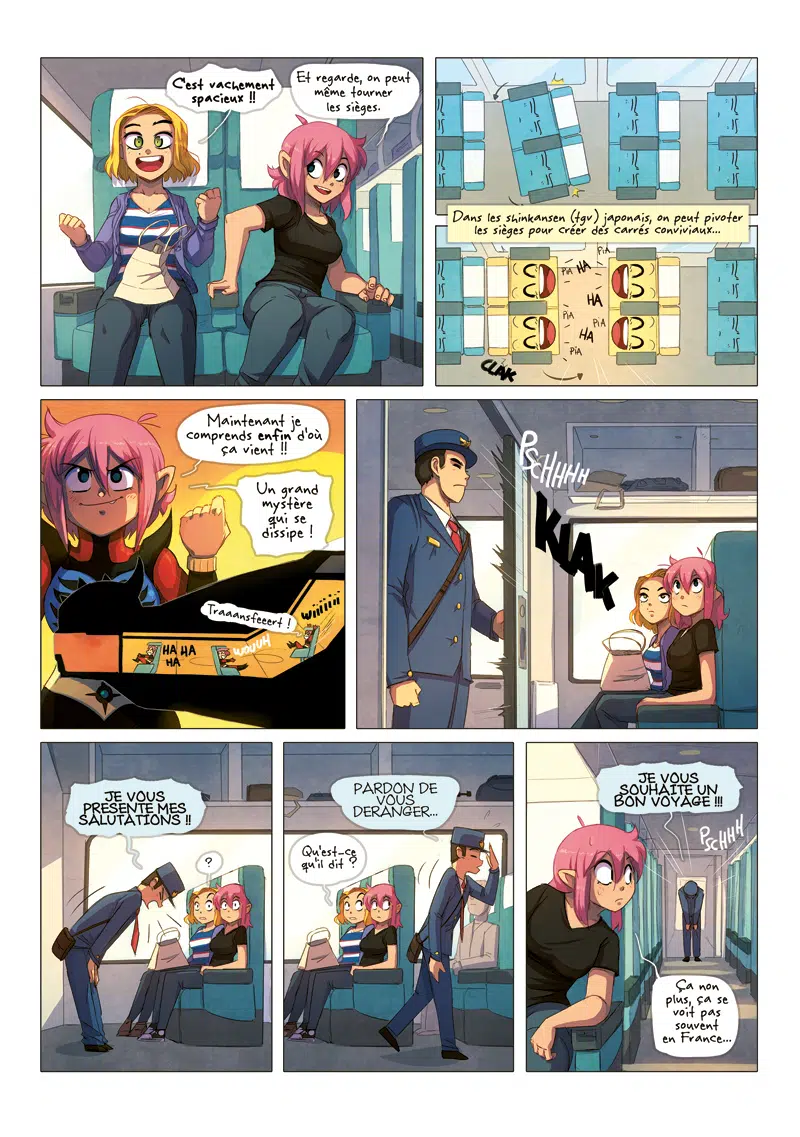 C'est vachement
spacieux !!
Et regarde, on peut
même tourner
les sièges.
Dans les shinkansen (tgv) japonais, on peut pivoter
les sièges pour créer des carrés conviviaux...
PIA
PIA
HA
HA
PIA
PIA
HA
PIA
CLAK
Maintenant je
comprends enfin d'où
ça vient !!
Un grand
mystère
qui se
dissipe !
Traaansfeeert !
WIIIIII
HA HA
HA
WOUUH
PSCHHHH
KLAK
JE VOUS
PRESENTE MES
SALUTATIONS !!
?
PARDON DE
VOUS
DERANGER...
Qu'est-ce
qu'il dit ?
JE VOUS
SOUHAITE UN
BON VOYAGE !!!
PSCHHH
Ça non
plus, ça se
voit pas
souvent
en France...